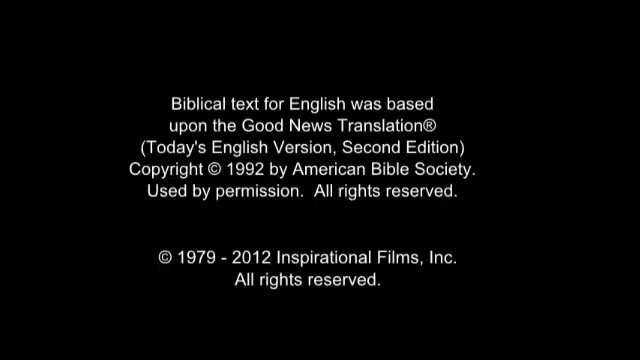 Biblical text for English was based
upon the Good News Translation®
(Today's English Version, Second Edition)
Copyright © 1992 by American Bible Society.
Used by permission.  All rights reserved.
© 1979 - 2012 Inspirational Films, Inc.
All rights reserved.